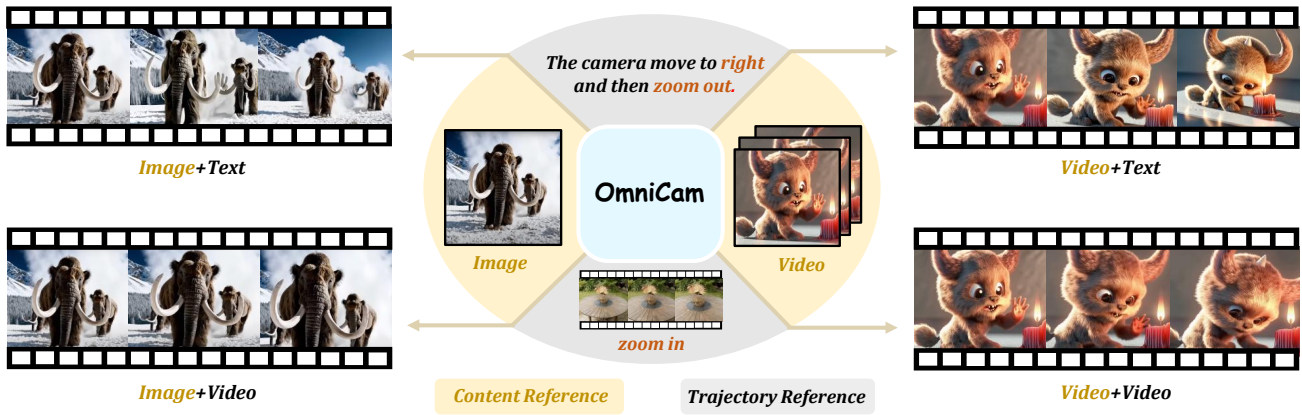 The camera move to right
and then zoom out.
Image+Text
Video+Text
OmniCam
Image
Video
zoom in
Image+Video
Video+Video
Content Reference
Trajectory Reference